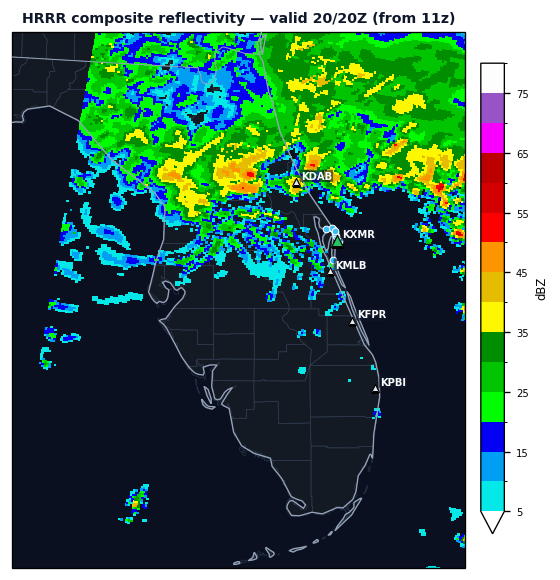 HRRR composite reflectivity — valid 20/20Z (from 11z)
KDAB
KXMR
KMLB
KFPR
KPBI
75
65
55
45
35
25
15
5
dBZ